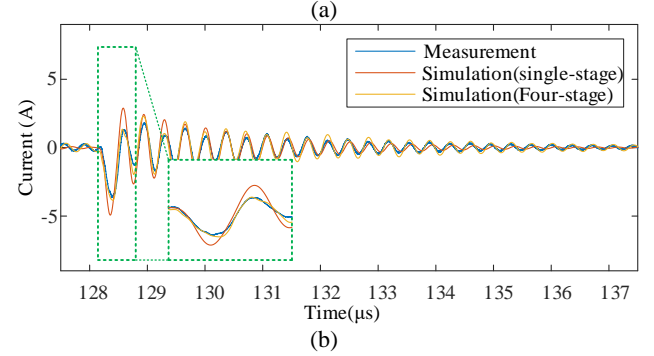 (a)
Measurement
Simulation(single-stage)
Simulation(Four-stage)
Current (A)
5
0
-5
128 129 130 131 132 133 134 135 136 137
Time(μs)
(b)